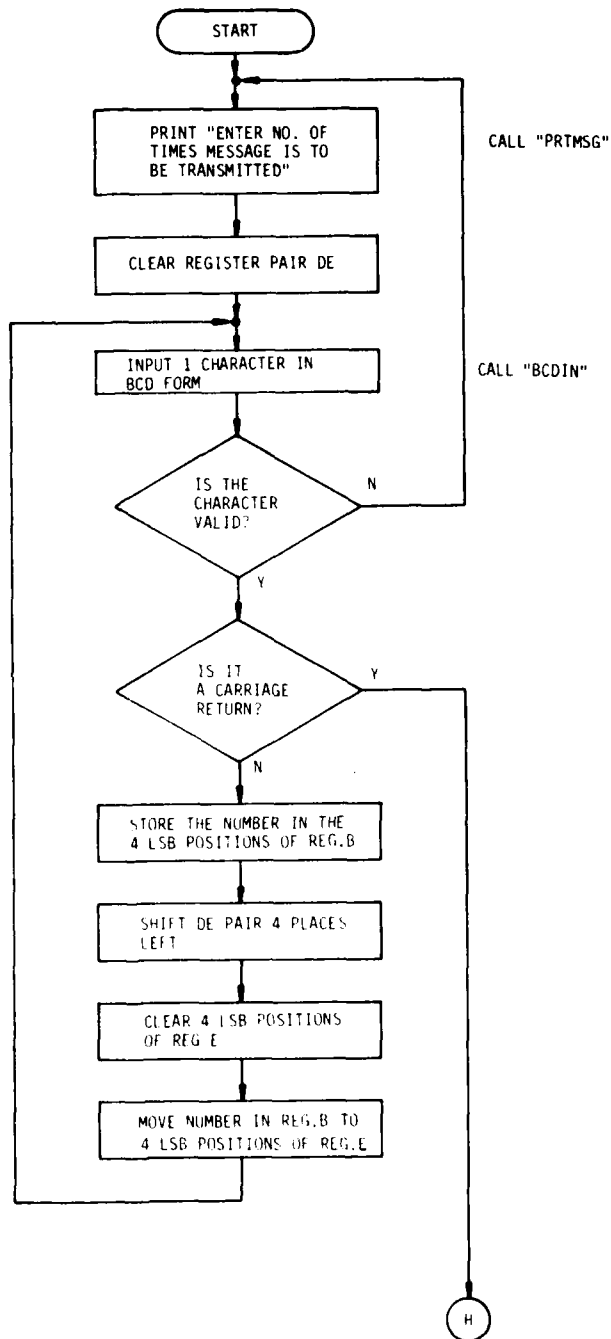 START
PRINT "ENTER NO. OF
TIMES MESSAGE IS TO
BE TRANSMITTED"
CALL "PRTMSG"
CLEAR REGISTER PAIR DE
INPUT 1 CHARACTER IN
BCD FORM
CALL "BCDIN"
IS THE
CHARACTER
VALID?
N
Y
IS IT
A CARRIAGE
RETURN?
Y
N
STORE THE NUMBER IN THE
4 LSB POSITIONS OF REG.B
SHIFT DE PAIR 4 PLACES
LEFT
CLEAR 4 LSB POSITIONS
OF REG E
MOVE NUMBER IN REG.B TO
4 LSB POSITIONS OF REG.E
H